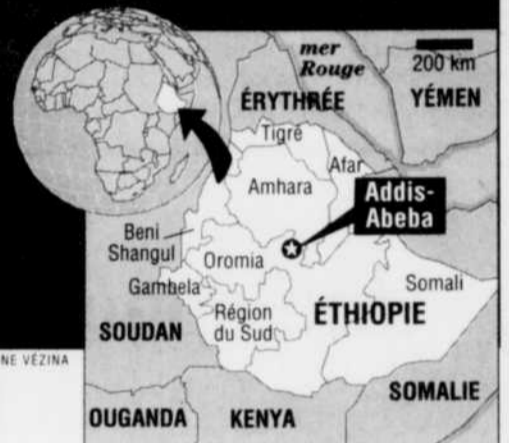 mer
Rouge
200 km
ÉRYTHRÉE
YÉMEN
Tigré
Afar
Amhara
Addis-
Abeba
Beni
Shangul
Oromia
Somali
Gambela
Région
du Sud
ÉTHIOPIE
SOUDAN
NE VÉZINA
SOMALIE
OUGANDA
KENYA